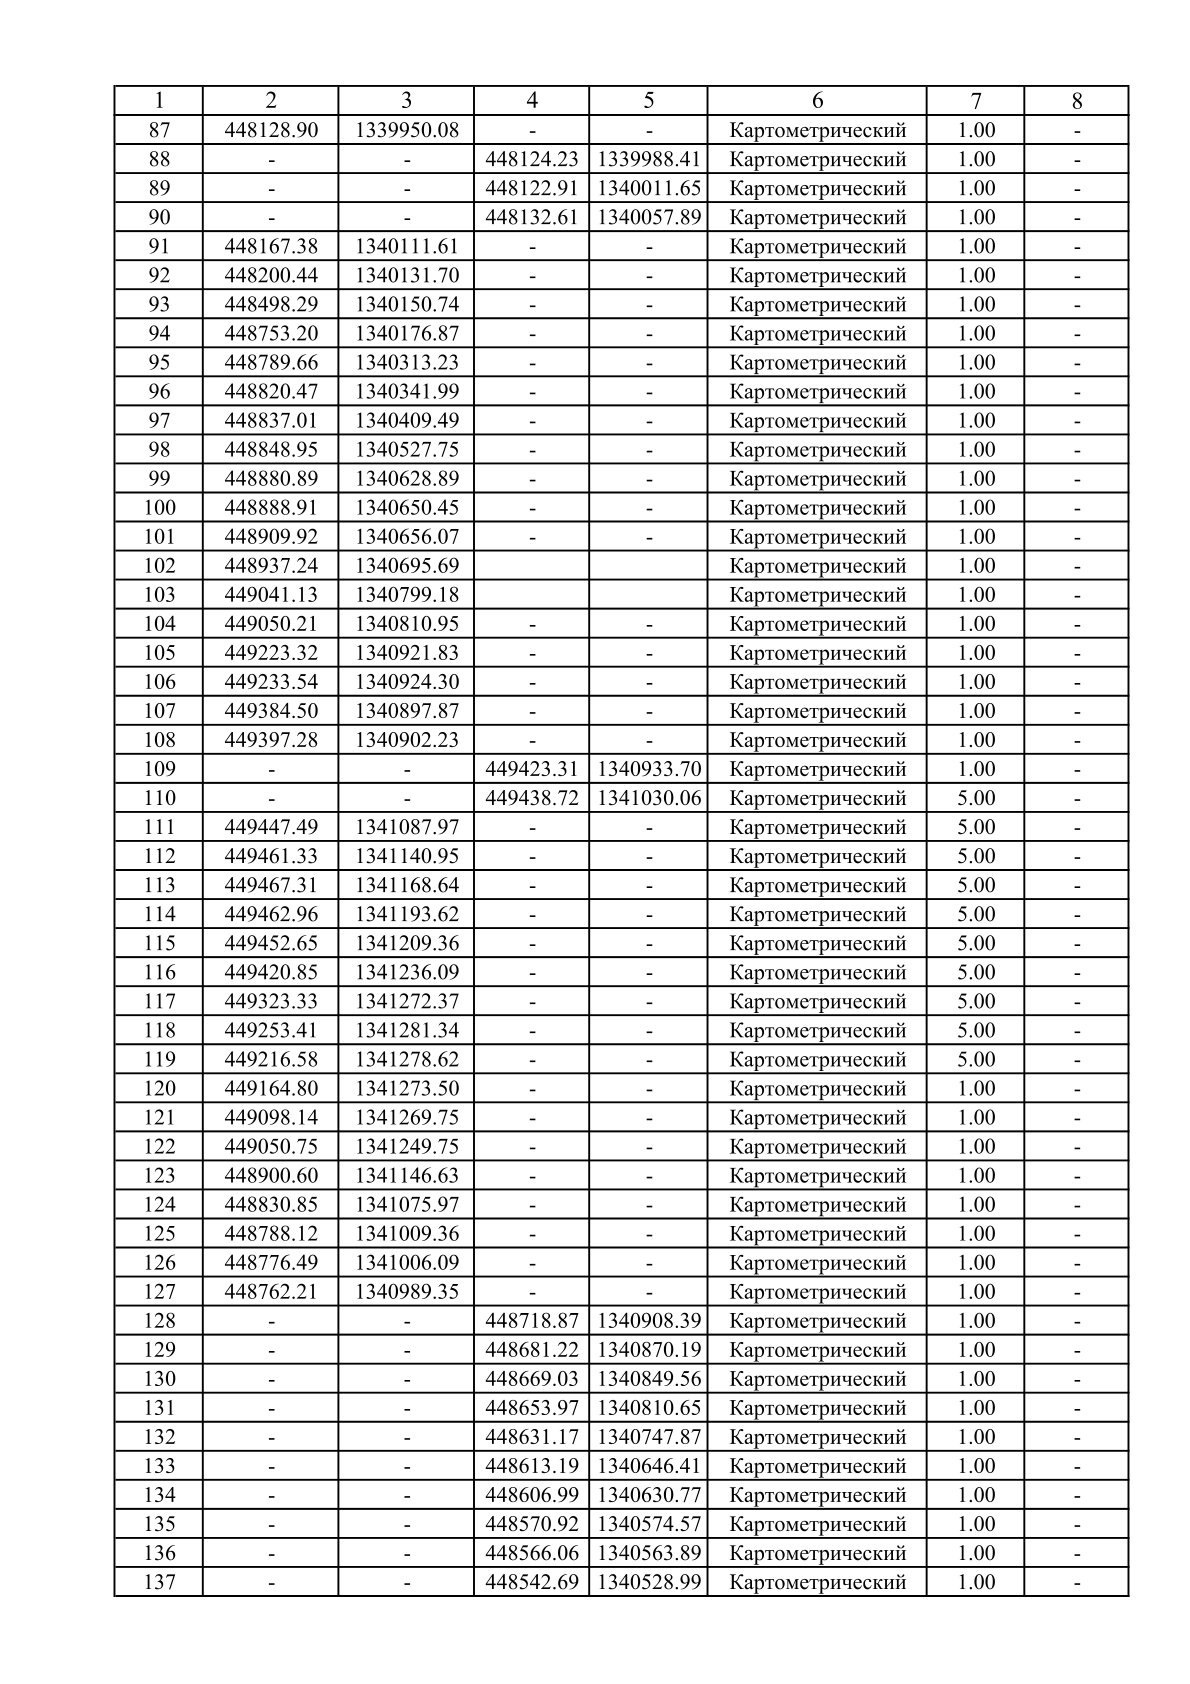 1 2 3 4 5 6 7 8
87 448128.90 1339950.08 - - Картометрический 1.00 -
88 - - 448124.23 1339988.41 Картометрический 1.00 -
89 - - 448122.91 1340011.65 Картометрический 1.00 -
90 - - 448132.61 1340057.89 Картометрический 1.00 -
91 448167.38 1340111.61 - - Картометрический 1.00 -
92 448200.44 1340131.70 - - Картометрический 1.00 -
93 448498.29 1340150.74 - - Картометрический 1.00 -
94 448753.20 1340176.87 - - Картометрический 1.00 -
95 448789.66 1340313.23 - - Картометрический 1.00 -
96 448820.47 1340341.99 - - Картометрический 1.00 -
97 448837.01 1340409.49 - - Картометрический 1.00 -
98 448848.95 1340527.75 - - Картометрический 1.00 -
99 448880.89 1340628.89 - - Картометрический 1.00 -
100 448888.91 1340650.45 - - Картометрический 1.00 -
101 448909.92 1340656.07 - - Картометрический 1.00 -
102 448937.24 1340695.69 Картометрический 1.00 -
103 449041.13 1340799.18 Картометрический 1.00 -
104 449050.21 1340810.95 - - Картометрический 1.00 -
105 449223.32 1340921.83 - - Картометрический 1.00 -
106 449233.54 1340924.30 - - Картометрический 1.00 -
107 449384.50 1340897.87 - - Картометрический 1.00 -
108 449397.28 1340902.23 - - Картометрический 1.00 -
109 - - 449423.31 1340933.70 Картометрический 1.00 -
110 - - 449438.72 1341030.06 Картометрический 5.00 -
111 449447.49 1341087.97 - - Картометрический 5.00 -
112 449461.33 1341140.95 - - Картометрический 5.00 -
113 449467.31 1341168.64 - - Картометрический 5.00 -
114 449462.96 1341193.62 - - Картометрический 5.00 -
115 449452.65 1341209.36 - - Картометрический 5.00 -
116 449420.85 1341236.09 - - Картометрический 5.00 -
117 449323.33 1341272.37 - - Картометрический 5.00 -
118 449253.41 1341281.34 - - Картометрический 5.00 -
119 449216.58 1341278.62 - - Картометрический 5.00 -
120 449164.80 1341273.50 - - Картометрический 1.00 -
121 449098.14 1341269.75 - - Картометрический 1.00 -
122 449050.75 1341249.75 - - Картометрический 1.00 -
123 448900.60 1341146.63 - - Картометрический 1.00 -
124 448830.85 1341075.97 - - Картометрический 1.00 -
125 448788.12 1341009.36 - - Картометрический 1.00 -
126 448776.49 1341006.09 - - Картометрический 1.00 -
127 448762.21 1340989.35 - - Картометрический 1.00 -
128 - - 448718.87 1340908.39 Картометрический 1.00 -
129 - - 448681.22 1340870.19 Картометрический 1.00 -
130 - - 448669.03 1340849.56 Картометрический 1.00 -
131 - - 448653.97 1340810.65 Картометрический 1.00 -
132 - - 448631.17 1340747.87 Картометрический 1.00 -
133 - - 448613.19 1340646.41 Картометрический 1.00 -
134 - - 448606.99 1340630.77 Картометрический 1.00 -
135 - - 448570.92 1340574.57 Картометрический 1.00 -
136 - - 448566.06 1340563.89 Картометрический 1.00 -
137 - - 448542.69 1340528.99 Картометрический 1.00 -